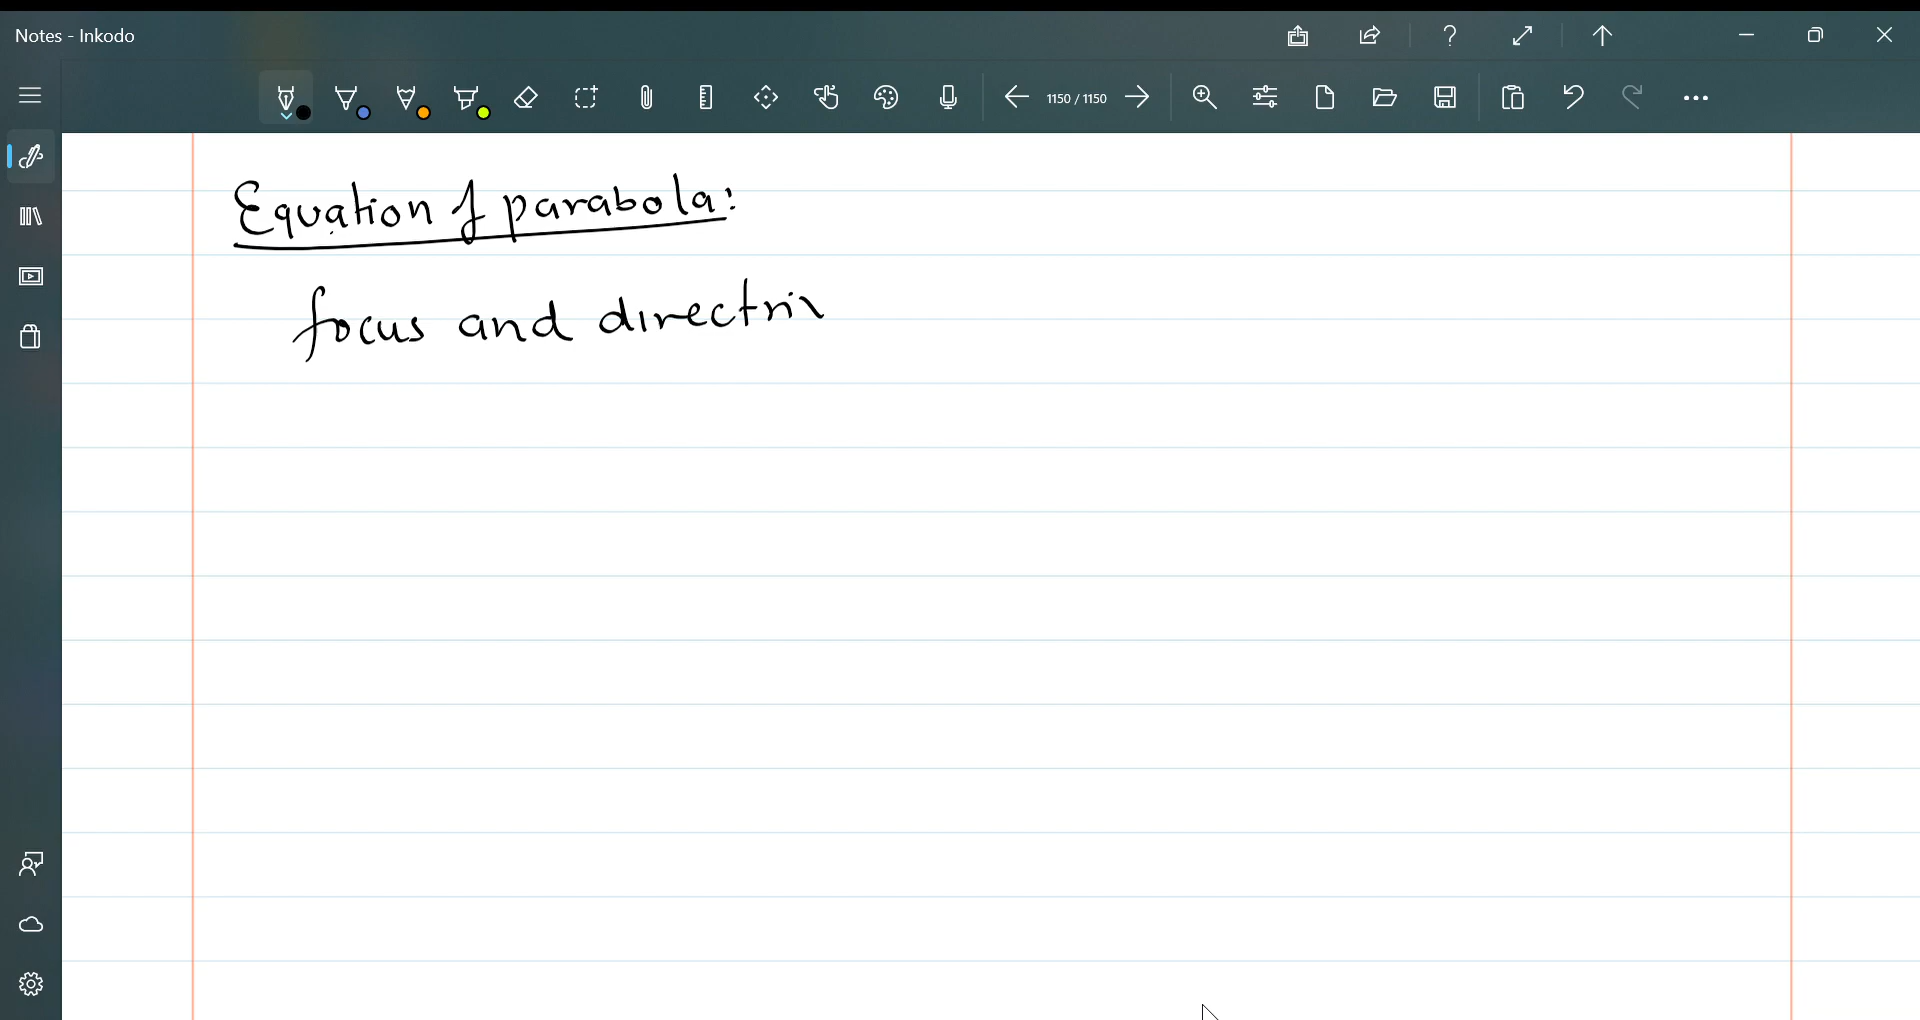 Notes - Inkodo
1150 / 1150
Equation of parabola:
focus and directrix